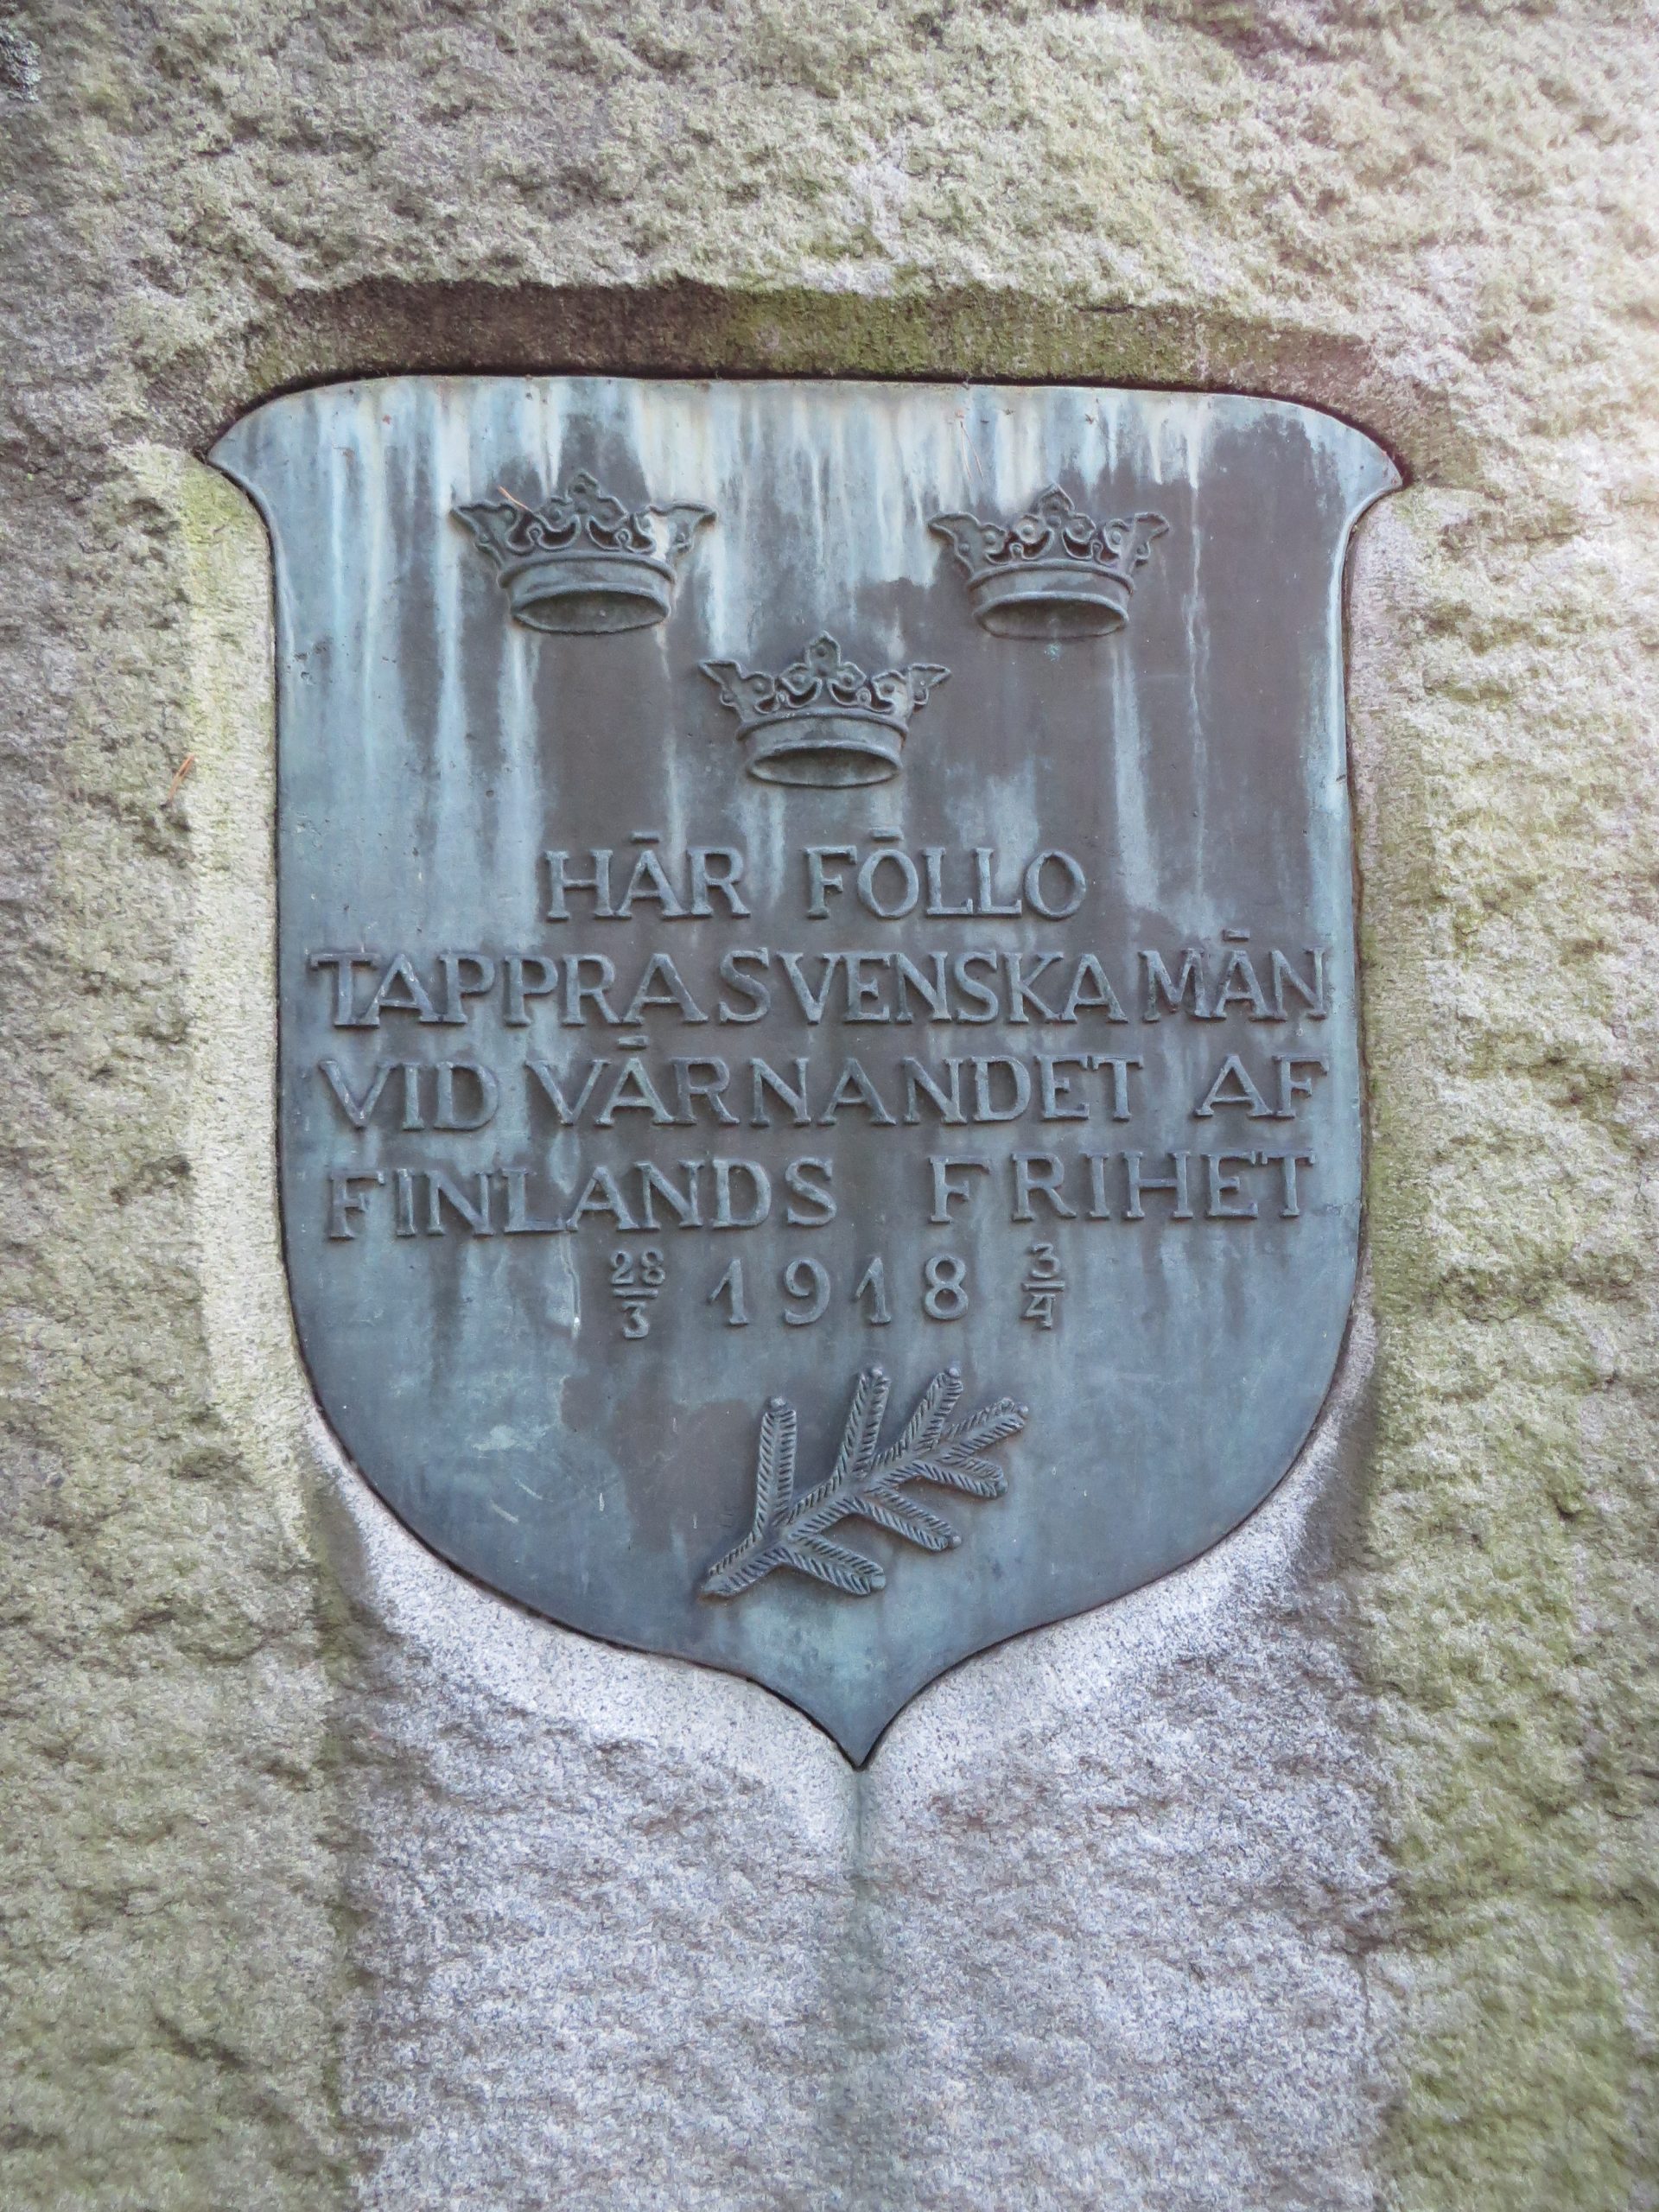 HÄR FÖLLO
TAPPRA SVENSKA MÄN
VID VÄRNANDET AF
FINLANDS FRIHET
28/3 1918 3/4